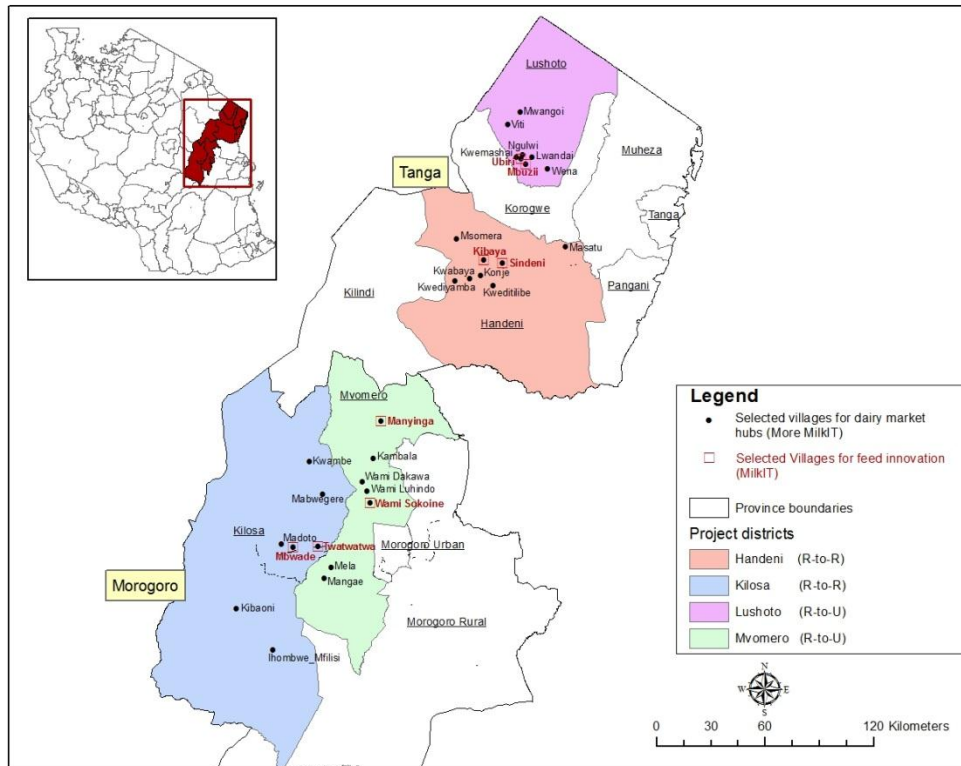 Lushoto
Mwangoi
Viti
Ngulwi
Kwemashai
Lwandai
Ubiri
Mbuzii
Wena
Muheza
Tanga
Korogwe
Tanga
Msomera
Masatu
Kibaya
Sindeni
Pangani
Kwabaya
Konje
Kwediyamba
Kweditilibe
Kilindi
Handeni
Mvomero
Manyinga
Kambala
Kwambe
Wami Dakawa
Wami Luhindo
Mabwegere
Wami Sokoine
Kilosa
Madoto
Mbwade
Twatwatwa
Morogoro Urban
Mela
Mangae
Morogoro
Kibaoni
Morogoro Rural
Ihombwe_Mfilisi
Legend
Selected villages for dairy market
hubs (More MilkIT)
Selected Villages for feed innovation
(MilkIT)
Province boundaries
Project districts
Handeni (R-to-R)
Kilosa (R-to-R)
Lushoto (R-to-U)
Mvomero (R-to-U)
N
W E
S
0 30 60 120 Kilometers